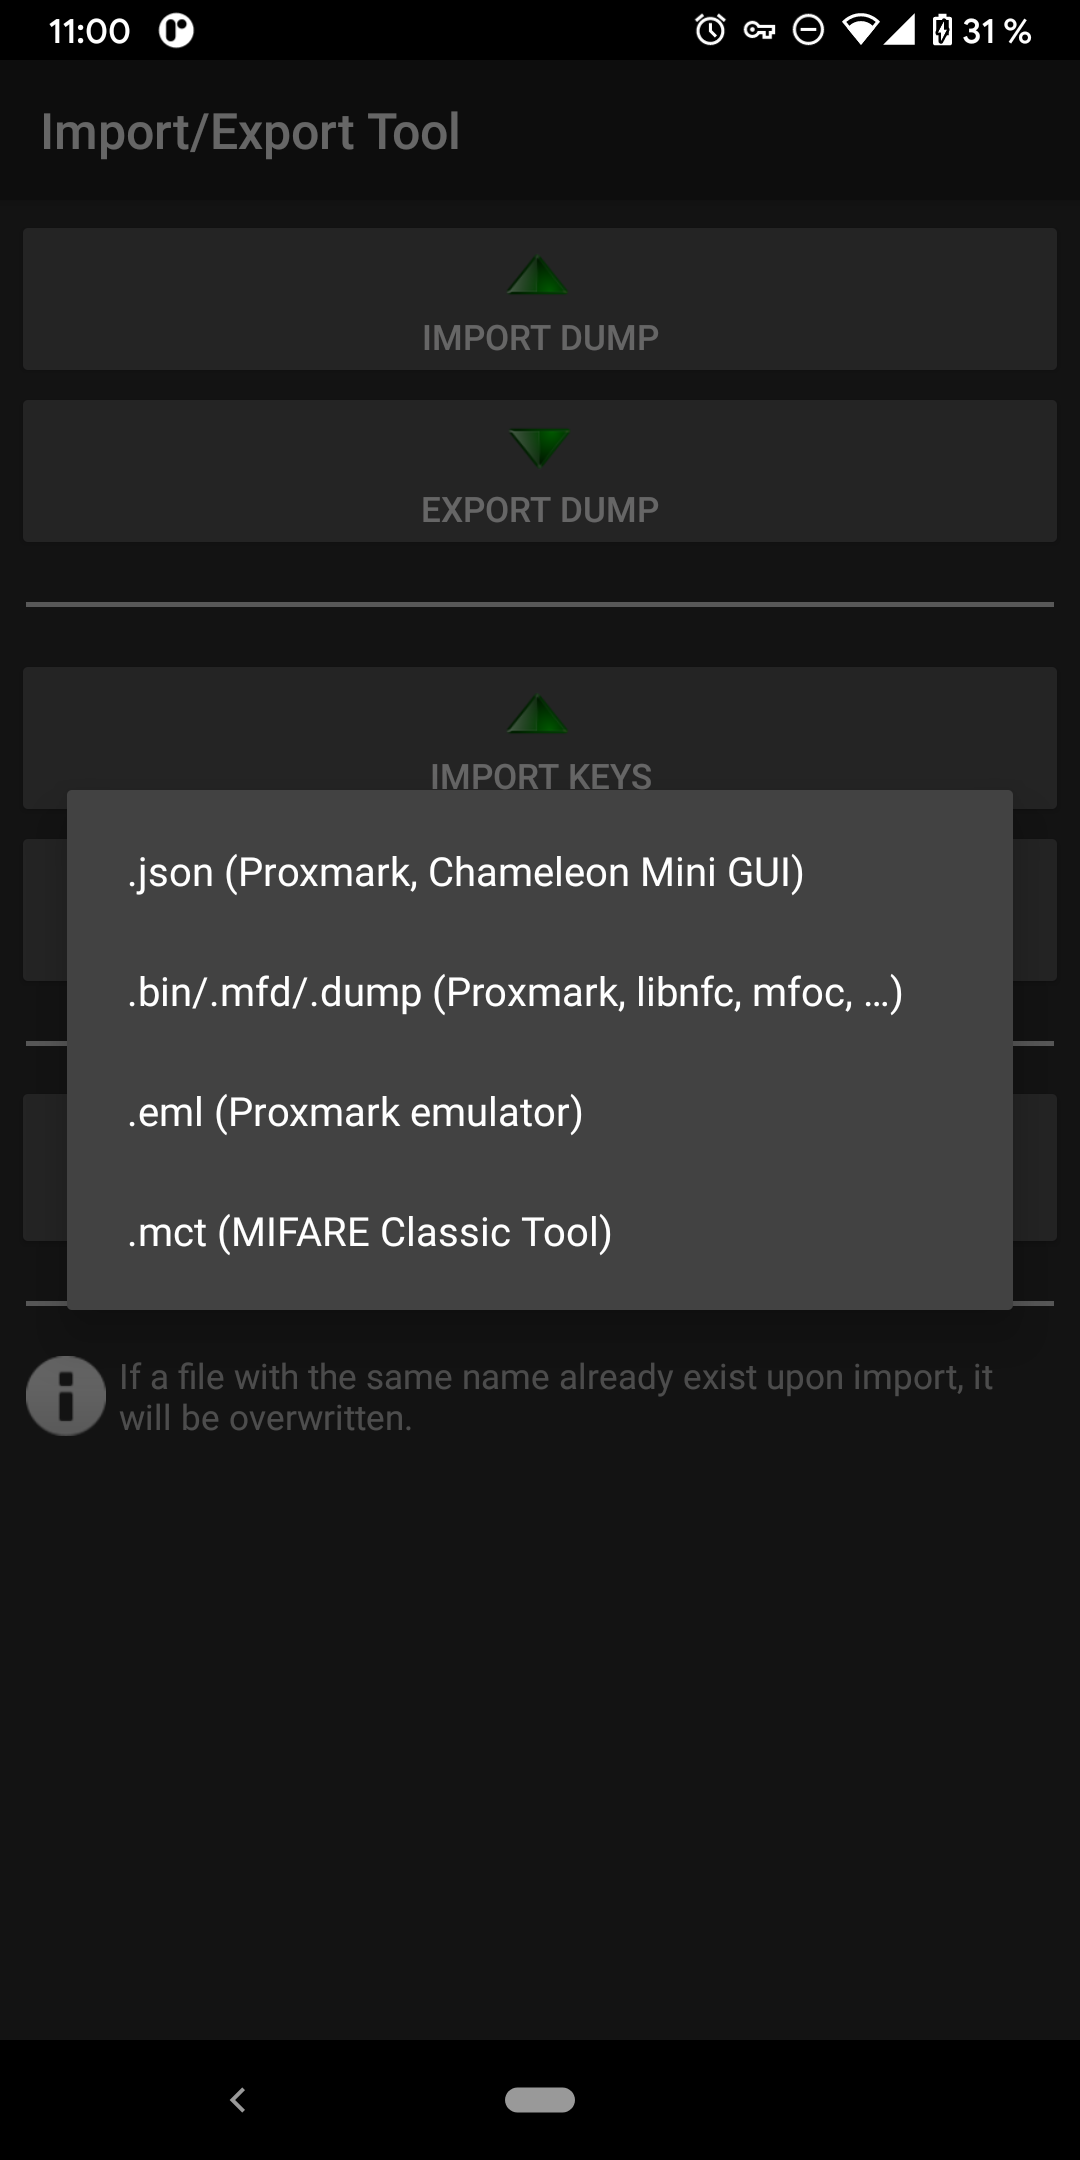 11:00
31 %
Import/Export Tool
IMPORT DUMP
EXPORT DUMP
IMPORT KEYS
.json (Proxmark, Chameleon Mini GUI)
.bin/.mfd/.dump (Proxmark, libnfc, mfoc, …)
.eml (Proxmark emulator)
.mct (MIFARE Classic Tool)
If a file with the same name already exist upon import, it
will be overwritten.